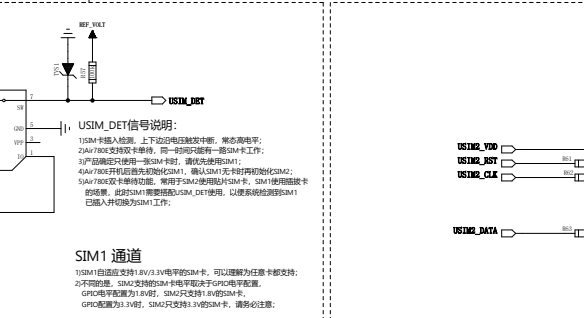 REF_VOLT
TVS1
R57
7
USIM_DET
SW
GND
5
VPP
3
IO
1
USIM_DET信号说明：
1)SIM卡插入检测，上下边沿电压触发中断，常态高电平；
2)Air780E支持双卡单待，同一时间只能有一路SIM卡工作；
3)产品确定只使用一张SIM卡时，请优先使用SIM1；
4)Air780E开机后首先初始化SIM1，确认SIM1无卡时再初始化SIM2；
5)Air780E双卡单待功能，常用于SIM2使用贴片SIM卡，SIM1使用插拔卡
的场景，此时SIM1需要搭配USIM_DET使用，以便系统检测到SIM1
已插入并切换为SIM1工作；
SIM1 通道
1)SIM1自适应支持1.8V/3.3V电平的SIM卡，可以理解为任意卡都支持；
2)不同的是，SIM2支持的SIM卡电平取决于GPIO电平配置，
GPIO电平配置为1.8V时，SIM2只支持1.8V的SIM卡，
GPIO配置为3.3V时，SIM2只支持3.3V的SIM卡，请务必注意；
USIM2_VDD
USIM2_RST
R61
USIM2_CLK
R62
USIM2_DATA
R63